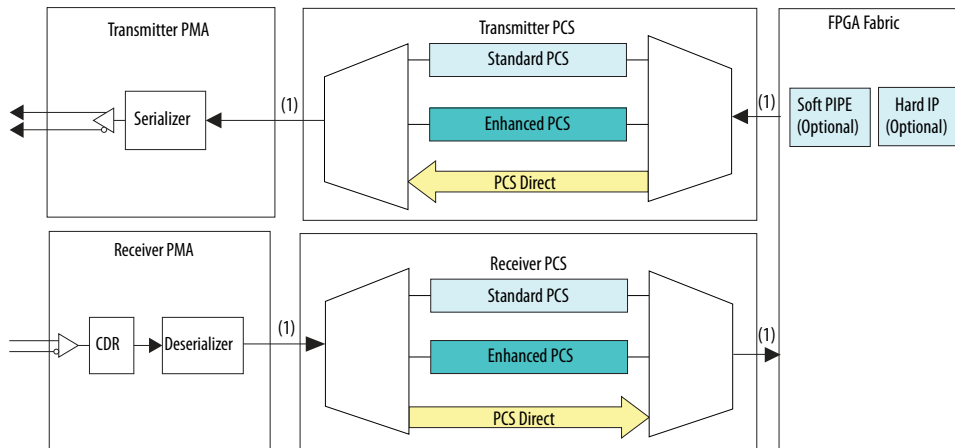 Transmitter PMA
Transmitter PCS
FPGA Fabric
Standard PCS
(1)
Serializer
(1)
Soft PIPE
(Optional)
Hard IP
(Optional)
Enhanced PCS
PCS Direct
Receiver PMA
Receiver PCS
Standard PCS
(1)
CDR
Deserializer
(1)
Enhanced PCS
PCS Direct